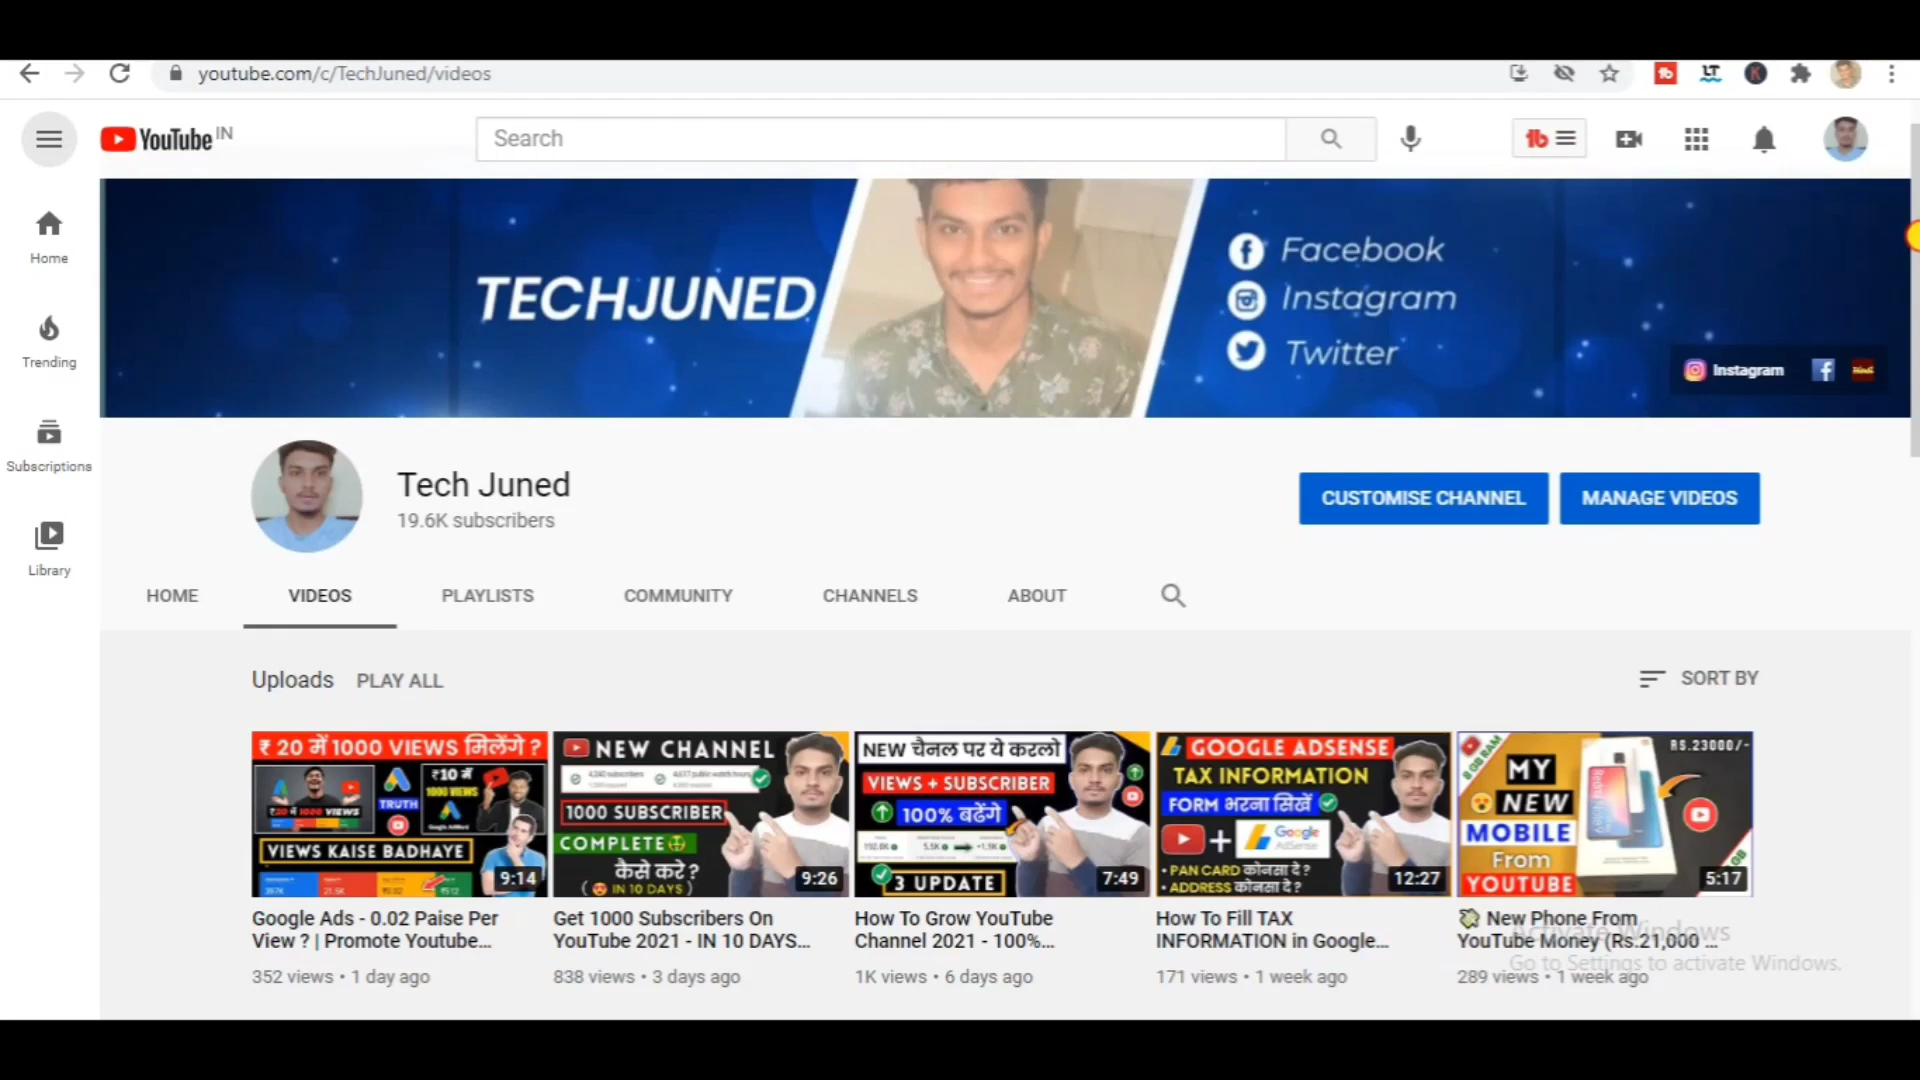 youtube.com/c/TechJuned/videos
YouTube IN
Search
Home
Trending
Subscriptions
Library
TECHJUNED
Facebook
Instagram
Twitter
Instagram
Tech Juned
19.6K subscribers
CUSTOMISE CHANNEL
MANAGE VIDEOS
HOME
VIDEOS
PLAYLISTS
COMMUNITY
CHANNELS
ABOUT
Uploads
PLAY ALL
SORT BY
₹ 20 में 1000 VIEWS मिलेंगे ?
₹10 में
1000 VIEWS
TRUTH
₹20 में 1000 VIEWS
VIEWS KAISE BADHAYE
9:14
Google Ads - 0.02 Paise Per
View ? | Promote Youtube...
352 views • 1 day ago
NEW CHANNEL
1000 SUBSCRIBER
COMPLETE
कैसे करे ?
( IN 10 DAYS )
9:26
Get 1000 Subscribers On
YouTube 2021 - IN 10 DAYS...
838 views • 3 days ago
NEW चैनल पर ये करलो
VIEWS + SUBSCRIBER
100% बढेंगे
3 UPDATE
7:49
How To Grow YouTube
Channel 2021 - 100%...
1K views • 6 days ago
GOOGLE ADSENSE
TAX INFORMATION
FORM भरना सिखें
+
Google
AdSense
• PAN CARD कोनसा दे ?
• ADDRESS कोनसा दे ?
12:27
How To Fill TAX
INFORMATION in Google...
171 views • 1 week ago
8 GB RAM
RS.23000/-
MY
NEW
MOBILE
From
YOUTUBE
5:17
New Phone From
YouTube Money (Rs.21,000 ...
289 views • 1 week ago
Activate Windows
Go to Settings to activate Windows.